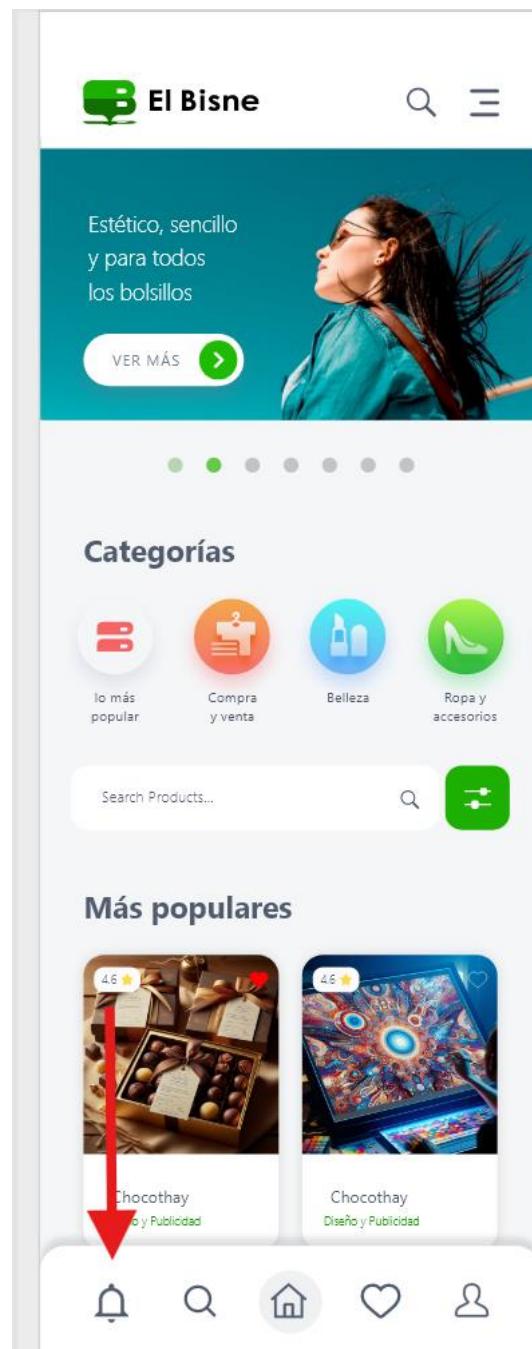 El Bisne
Estético, sencillo
y para todos
los bolsillos
VER MÁS
Categorías
lo más
popular
Compra
y venta
Belleza
Ropa y
accesorios
Search Products...
Más populares
4.6
4.6
Chocothay
y Publicidad
Chocothay
Diseño y Publicidad